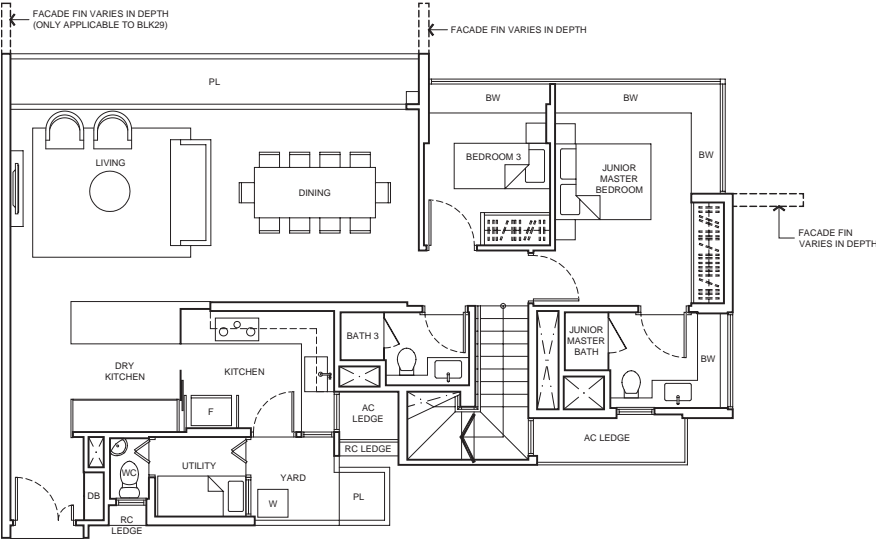 FACADE FIN VARIES IN DEPTH
(ONLY APPLICABLE TO BLK29)
FACADE FIN VARIES IN DEPTH
PL
BW
BW
LIVING
BEDROOM 3
BW
JUNIOR
MASTER
BEDROOM
DINING
FACADE FIN
VARIES IN DEPTH
BATH 3
JUNIOR
MASTER
BATH
BW
DRY
KITCHEN
KITCHEN
F
AC
LEDGE
AC LEDGE
RC LEDGE
UTILITY
WC
YARD
DB
W
PL
RC
LEDGE